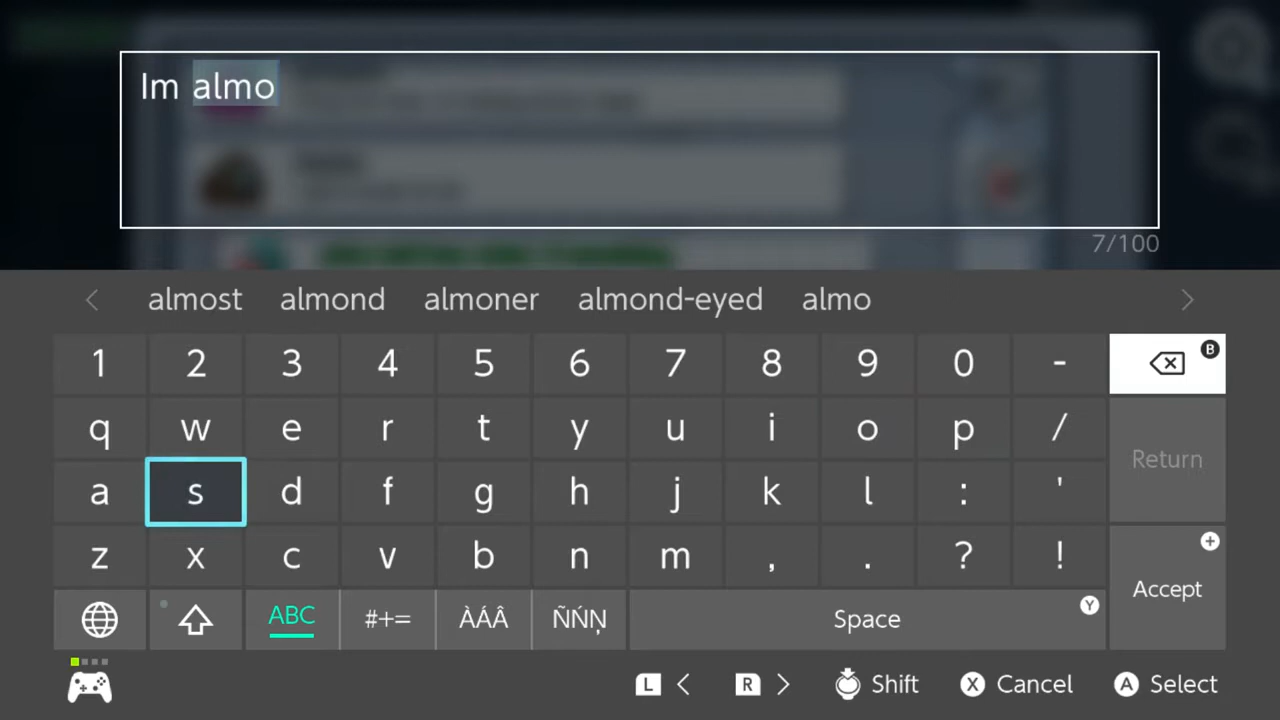 Im almo
7/100
almost almond almoner almond-eyed almo
1 2 3 4 5 6 7 8 9 0 - B
q w e r t y u i o p /
Return
a s d f g h j k l : '
z x c v b n m , . ? ! +
Accept
ABC #+= ÀÁÂ ÑŃŅ Space Y
L < R > Shift X Cancel A Select